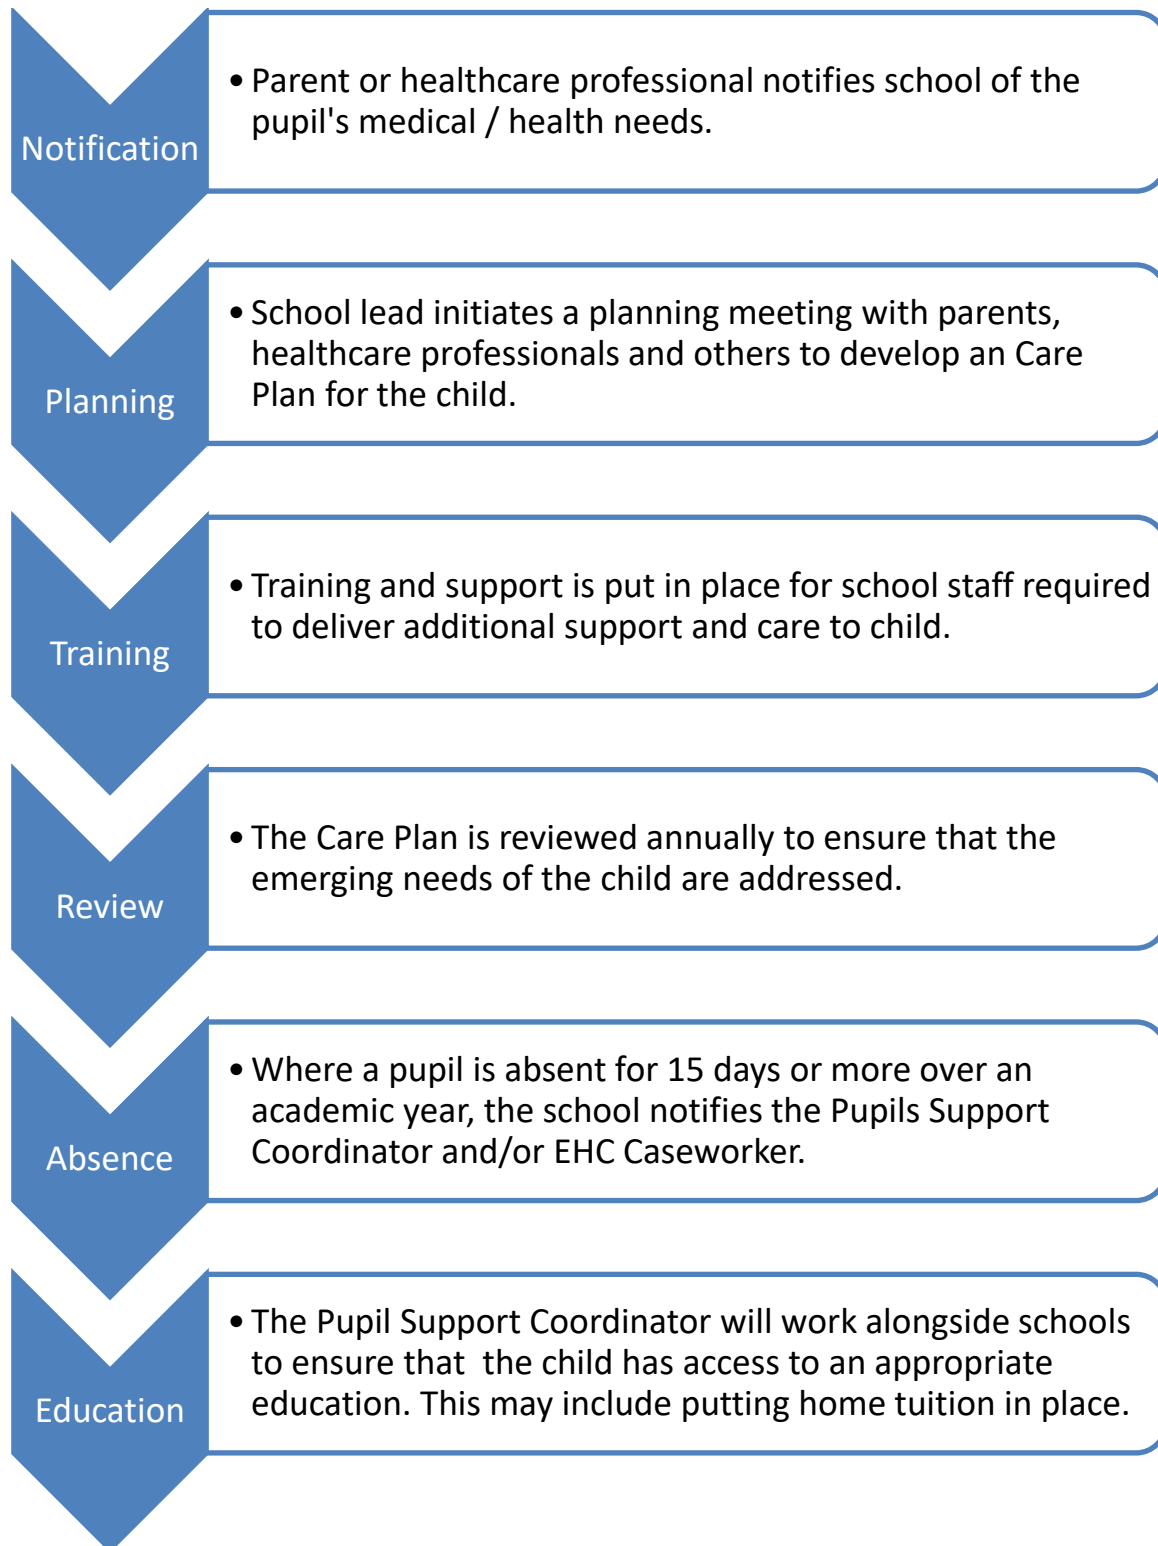 Notification
• Parent or healthcare professional notifies school of the
pupil's medical / health needs.
Planning
• School lead initiates a planning meeting with parents,
healthcare professionals and others to develop an Care
Plan for the child.
Training
• Training and support is put in place for school staff required
to deliver additional support and care to child.
Review
• The Care Plan is reviewed annually to ensure that the
emerging needs of the child are addressed.
Absence
• Where a pupil is absent for 15 days or more over an
academic year, the school notifies the Pupils Support
Coordinator and/or EHC Caseworker.
Education
• The Pupil Support Coordinator will work alongside schools
to ensure that  the child has access to an appropriate
education. This may include putting home tuition in place.